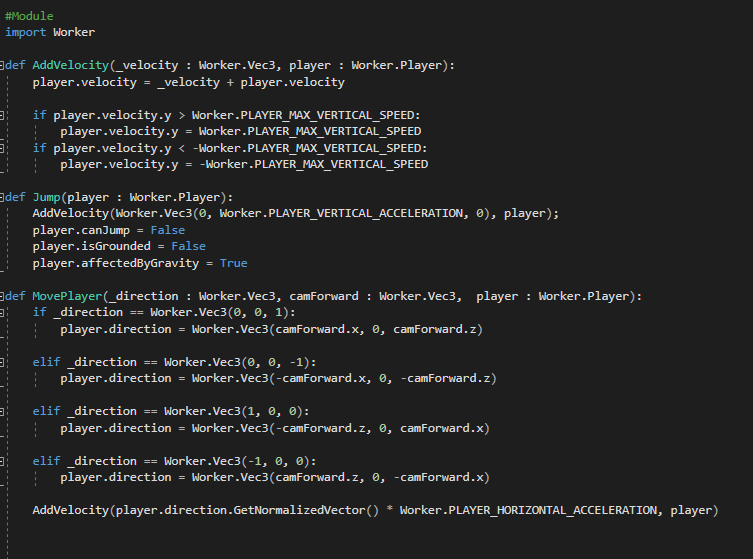 #Module
import Worker
def AddVelocity(_velocity : Worker.Vec3, player : Worker.Player):
player.velocity = _velocity + player.velocity
if player.velocity.y > Worker.PLAYER_MAX_VERTICAL_SPEED:
player.velocity.y = Worker.PLAYER_MAX_VERTICAL_SPEED
if player.velocity.y < -Worker.PLAYER_MAX_VERTICAL_SPEED:
player.velocity.y = -Worker.PLAYER_MAX_VERTICAL_SPEED
def Jump(player : Worker.Player):
AddVelocity(Worker.Vec3(0, Worker.PLAYER_VERTICAL_ACCELERATION, 0), player);
player.canJump = False
player.isGrounded = False
player.affectedByGravity = True
def MovePlayer(_direction : Worker.Vec3, camForward : Worker.Vec3,  player : Worker.Player):
if _direction == Worker.Vec3(0, 0, 1):
player.direction = Worker.Vec3(camForward.x, 0, camForward.z)
elif _direction == Worker.Vec3(0, 0, -1):
player.direction = Worker.Vec3(-camForward.x, 0, -camForward.z)
elif _direction == Worker.Vec3(1, 0, 0):
player.direction = Worker.Vec3(-camForward.z, 0, camForward.x)
elif _direction == Worker.Vec3(-1, 0, 0):
player.direction = Worker.Vec3(camForward.z, 0, -camForward.x)
AddVelocity(player.direction.GetNormalizedVector() * Worker.PLAYER_HORIZONTAL_ACCELERATION, player)